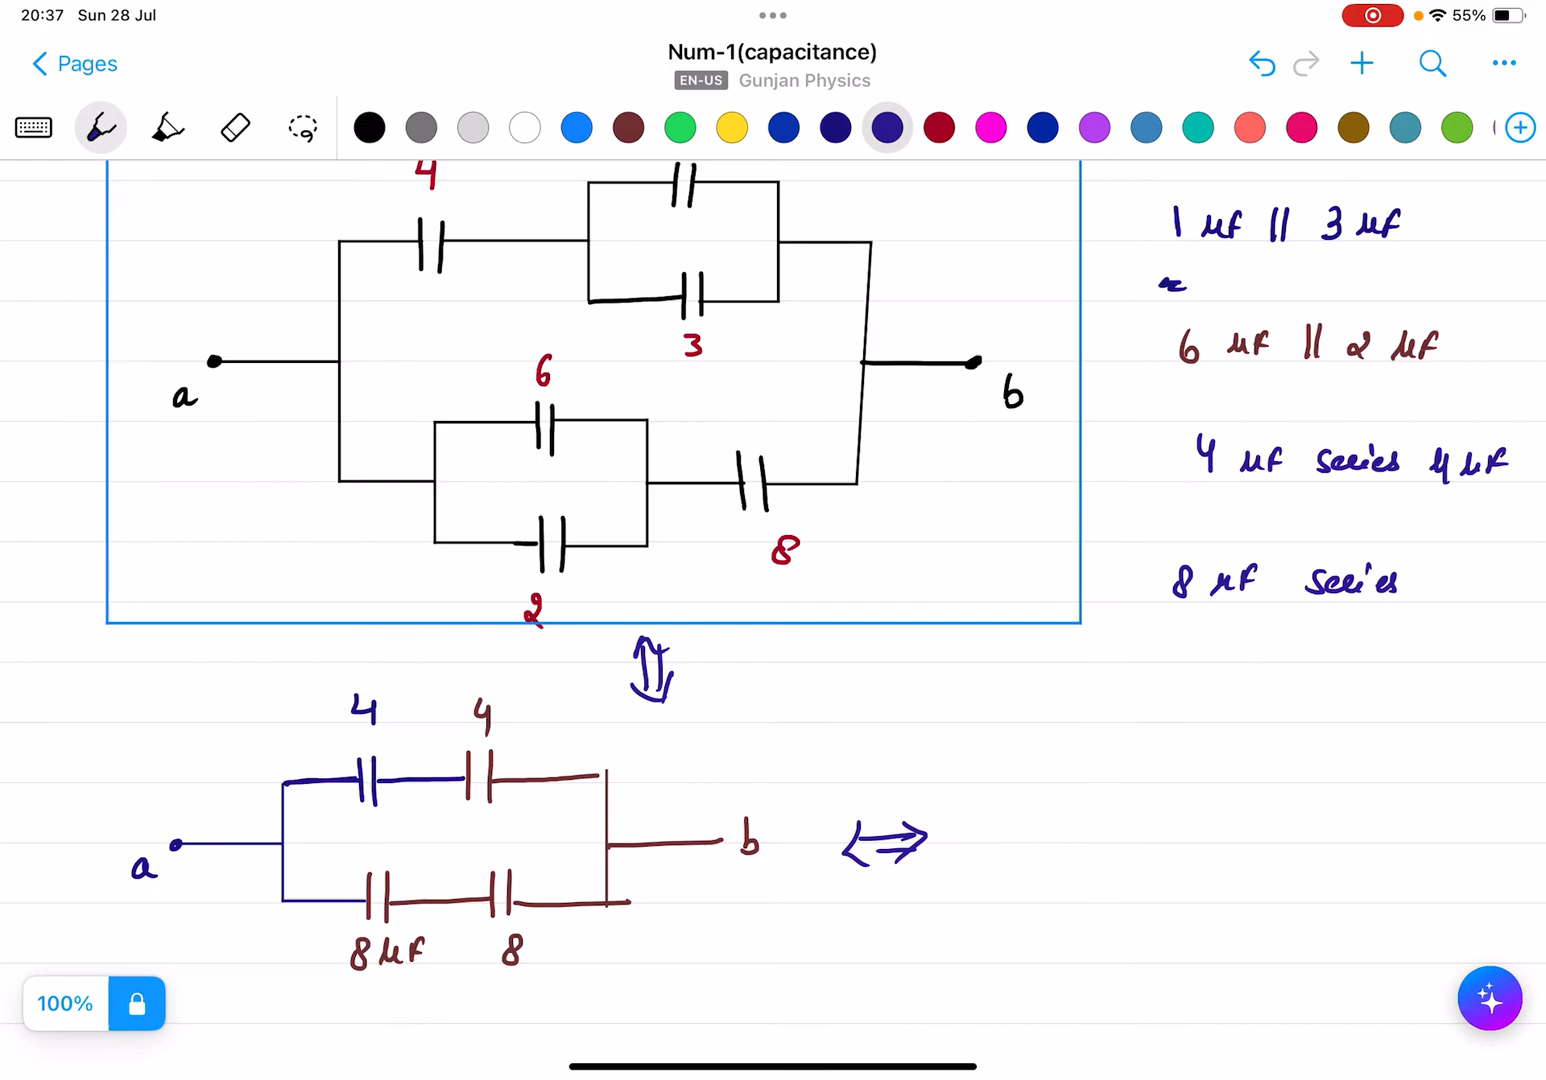 20:37 Sun 28 Jul
55%
Pages
Num-1(capacitance)
EN-US Gunjan Physics
4
3
6
a
b
8
2
1 μf || 3 μf
6 μf || 2 μf
4 μf series 4 μf
8 μf series
4 4
a
b
8 μf 8
100%